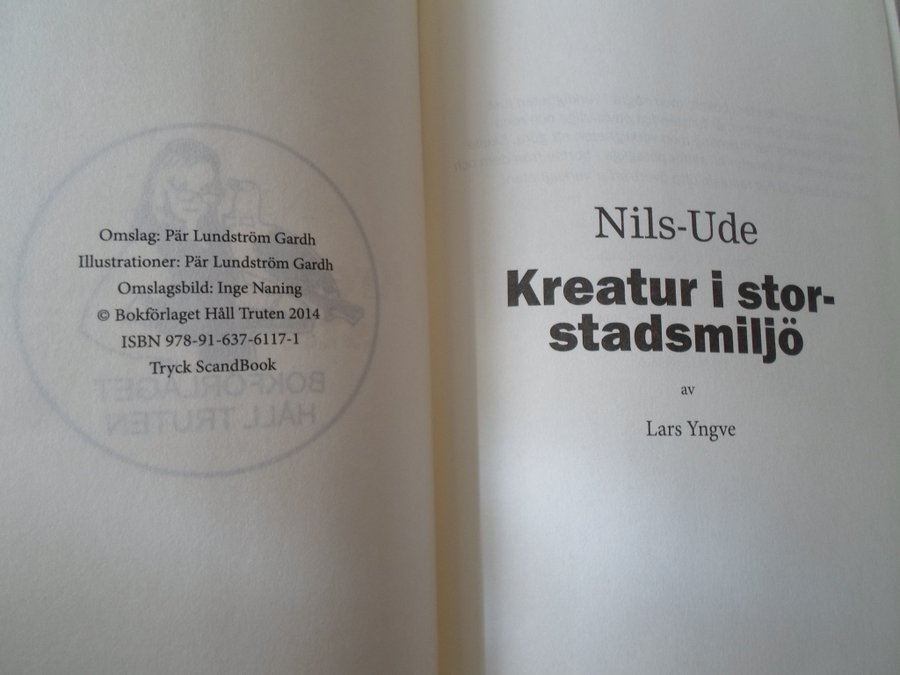 Omslag: Pär Lundström Gardh
Illustrationer: Pär Lundström Gardh
Omslagsbild: Inge Naning
© Bokförlaget Håll Truten 2014
ISBN 978-91-637-6117-1
Tryck ScandBook
BOKFÖRLAGET
HÅLL TRUTEN
Nils-Ude
Kreatur i stor-
stadsmiljö
av
Lars Yngve